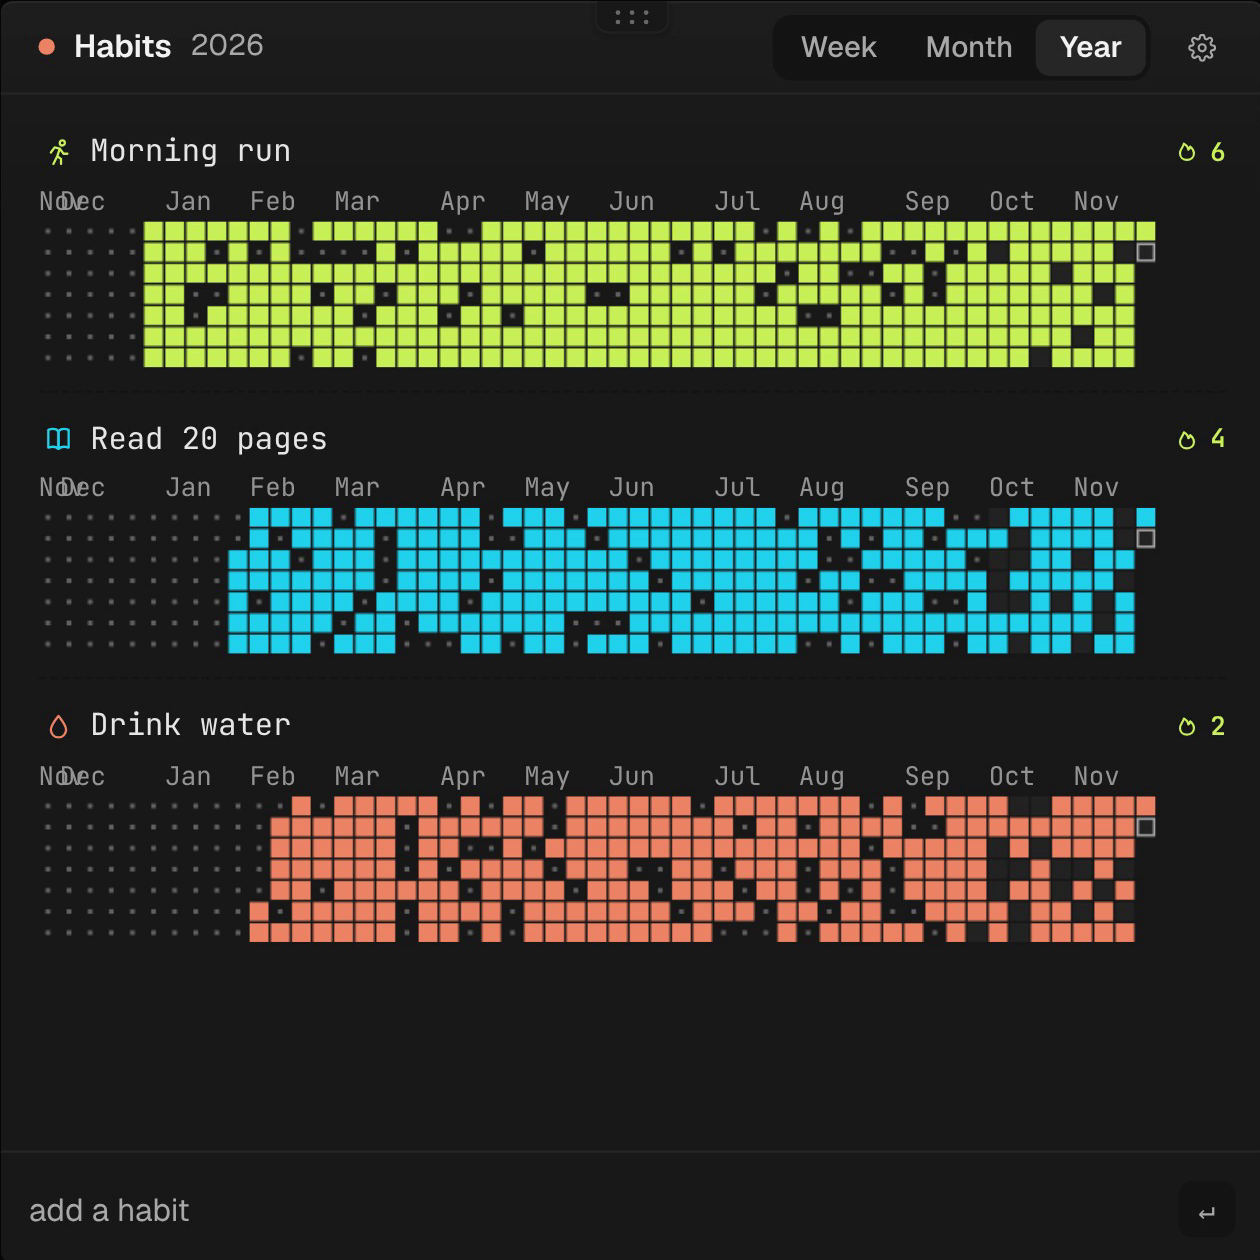 Habits 2026 Week Month Year
Morning run 6
Nov Dec Jan Feb Mar Apr May Jun Jul Aug Sep Oct Nov
Read 20 pages 4
Nov Dec Jan Feb Mar Apr May Jun Jul Aug Sep Oct Nov
Drink water 2
Nov Dec Jan Feb Mar Apr May Jun Jul Aug Sep Oct Nov
add a habit